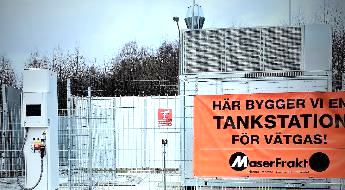 HÄR BYGGER VI EN
TANKSTATION
FÖR VÄTGAS!
MaserFrakt